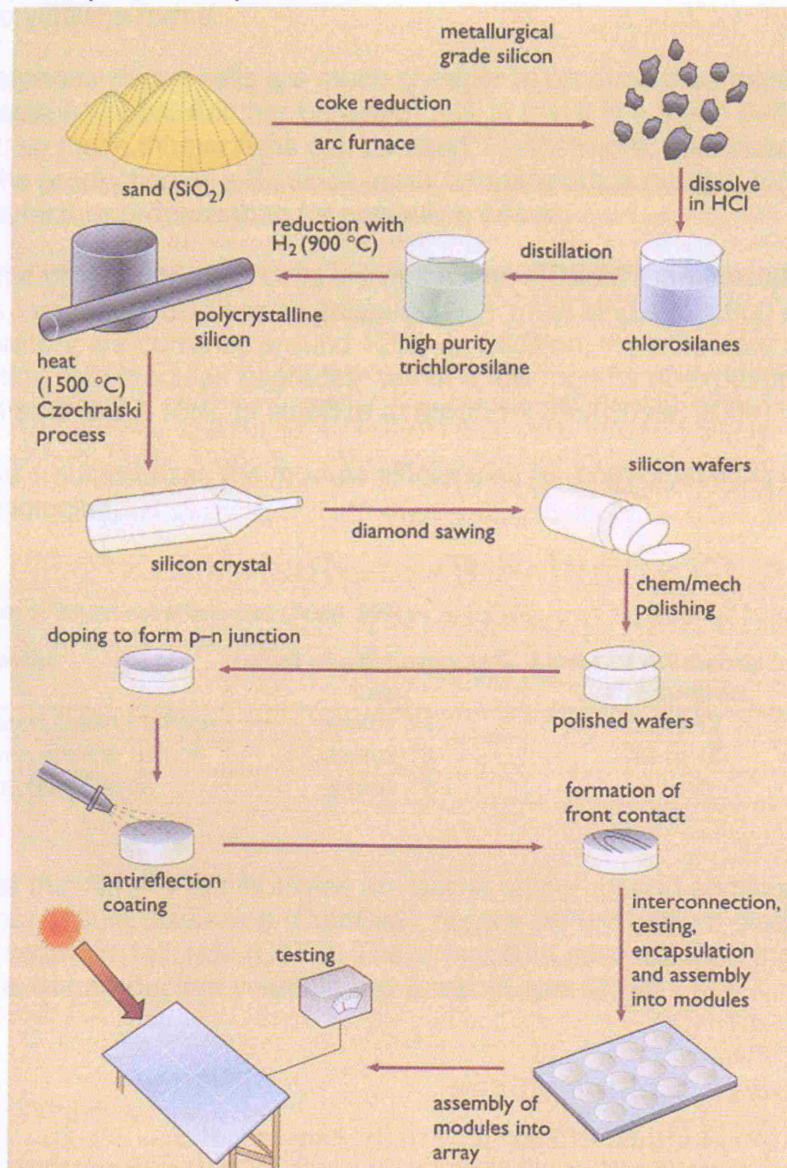 metallurgical
grade silicon
coke reduction
arc furnace
sand (SiO₂)
dissolve
in HCl
reduction with
H₂ (900 °C)
distillation
polycrystalline
silicon
high purity
trichlorosilane
chlorosilanes
heat
(1500 °C)
Czochralski
process
silicon wafers
diamond sawing
silicon crystal
chem/mech
polishing
doping to form p–n junction
polished wafers
formation of
front contact
antireflection
coating
interconnection,
testing,
encapsulation
and assembly
into modules
testing
assembly of
modules into
array